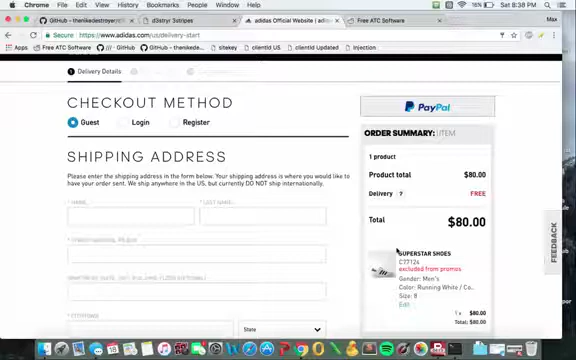 Chrome File Edit View History Bookmarks People Window Help
Sat 8:38 PM
d3stryr 3stripes
adidas Official Website | adid
Free ATC Software
Max
Secure https://www.adidas.com/us/delivery-start
Apps Free ATC Software GitHub sitekey clientID US clientID Updated Injection
1 Delivery Details
CHECKOUT METHOD
Guest Login Register
SHIPPING ADDRESS
Please enter the shipping address in the form below. Your shipping address is where you would like
to have your order sent. We ship anywhere in the US, but currently DO NOT ship internationally.
State
PayPal
ORDER SUMMARY: 1 ITEM
1 product
Product total $80.00
Delivery ? FREE
Total $80.00
SUPERSTAR SHOES
C77124
excluded from promos
Gender: Men's
Color: Running White / Co..
Size: 8
Edit
1 x $80.00
Total: $80.00
FEEDBACK